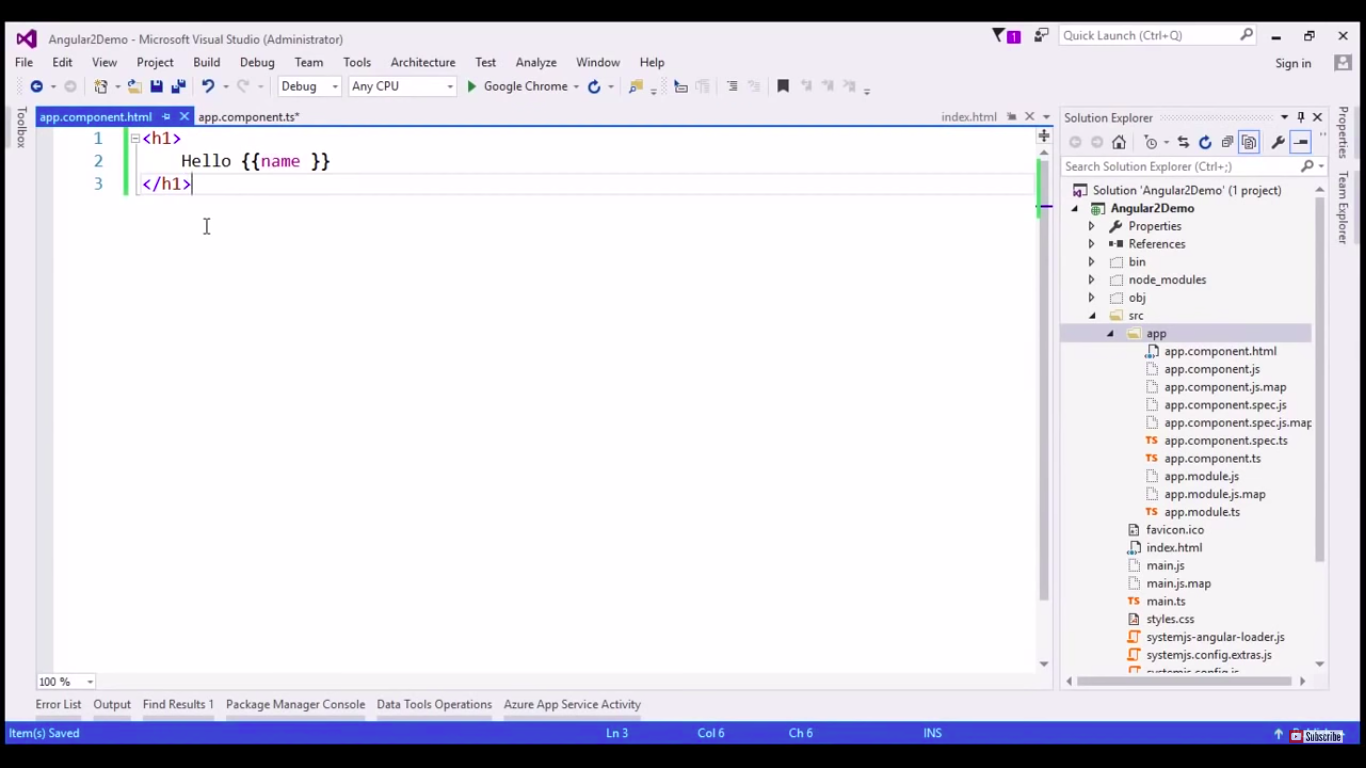 Angular2Demo - Microsoft Visual Studio (Administrator)
1
Quick Launch (Ctrl+Q)
File Edit View Project Build Debug Team Tools Architecture Test Analyze Window Help
Sign in
Debug Any CPU Google Chrome
Toolbox
app.component.html app.component.ts* index.html
1 <h1>
2 Hello {{name }}
3 </h1>
100 %
Solution Explorer
Search Solution Explorer (Ctrl+;)
Solution 'Angular2Demo' (1 project)
Angular2Demo
Properties
References
bin
node_modules
obj
src
app
app.component.html
app.component.js
app.component.js.map
app.component.spec.js
app.component.spec.js.map
app.component.spec.ts
app.component.ts
app.module.js
app.module.js.map
app.module.ts
favicon.ico
index.html
main.js
main.js.map
main.ts
styles.css
systemjs-angular-loader.js
systemjs.config.extras.js
systemjs.config.js
Properties
Team Explorer
Error List Output Find Results 1 Package Manager Console Data Tools Operations Azure App Service Activity
Item(s) Saved Ln 3 Col 6 Ch 6 INS
Subscribe